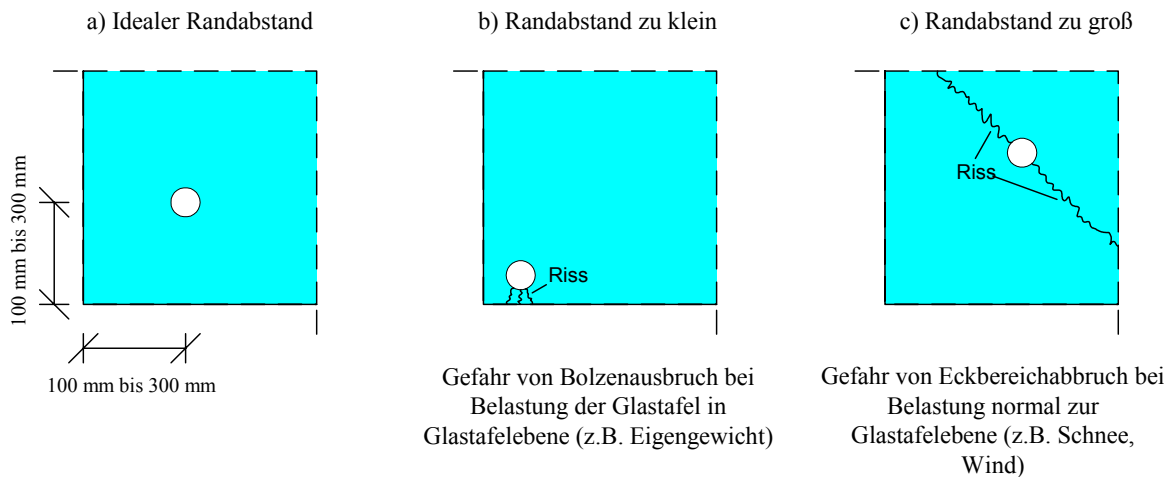 a) Idealer Randabstand
100 mm bis 300 mm
100 mm bis 300 mm
b) Randabstand zu klein
Riss
Gefahr von Bolzenausbruch bei
Belastung der Glastafel in
Glastafelebene (z.B. Eigengewicht)
c) Randabstand zu groß
Riss
Gefahr von Eckbereichabbruch bei
Belastung normal zur
Glastafelebene (z.B. Schnee,
Wind)